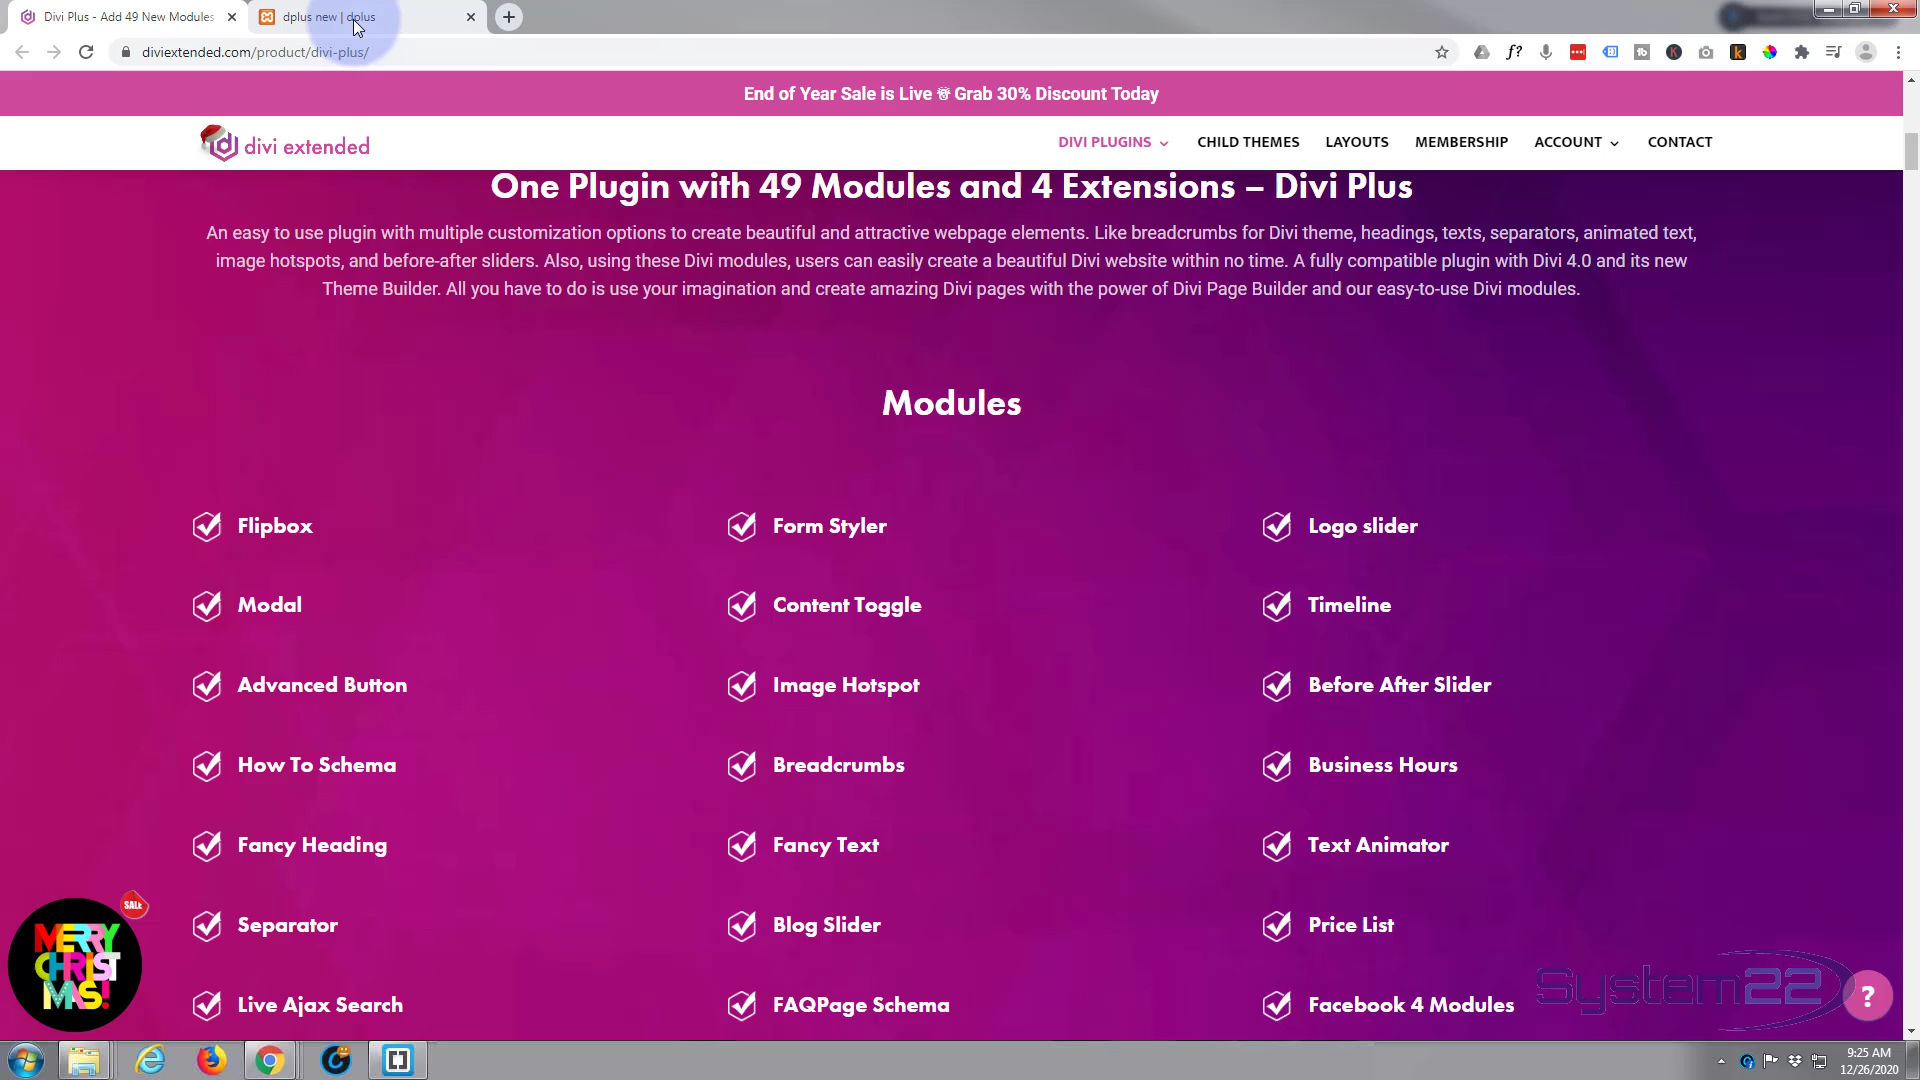 Divi Plus - Add 49 New Modules
dplus new | dplus
diviextended.com/product/divi-plus/
End of Year Sale is Live Grab 30% Discount Today
divi extended
DIVI PLUGINS
CHILD THEMES
LAYOUTS
MEMBERSHIP
ACCOUNT
CONTACT
One Plugin with 49 Modules and 4 Extensions – Divi Plus
An easy to use plugin with multiple customization options to create beautiful and attractive webpage elements. Like breadcrumbs for Divi theme, headings, texts, separators, animated text,
image hotspots, and before-after sliders. Also, using these Divi modules, users can easily create a beautiful Divi website within no time. A fully compatible plugin with Divi 4.0 and its new
Theme Builder. All you have to do is use your imagination and create amazing Divi pages with the power of Divi Page Builder and our easy-to-use Divi modules.
Modules
Flipbox
Form Styler
Logo slider
Modal
Content Toggle
Timeline
Advanced Button
Image Hotspot
Before After Slider
How To Schema
Breadcrumbs
Business Hours
Fancy Heading
Fancy Text
Text Animator
Separator
Blog Slider
Price List
Live Ajax Search
FAQPage Schema
Facebook 4 Modules
SALE
MERRY
CHRIST
MAS!
System22
?
9:25 AM
12/26/2020